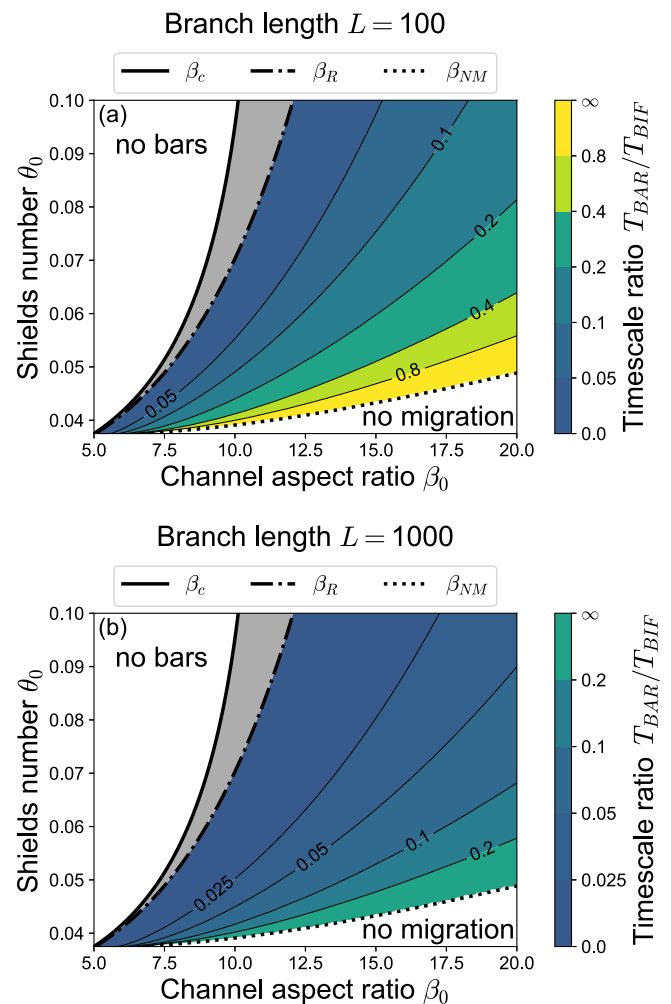 Branch length L = 100
β_c β_R β_NM
(a)
no bars
no migration
0.05
0.1
0.2
0.4
0.8
0.10
0.09
0.08
0.07
0.06
0.05
0.04
Shields number θ_0
5.0 7.5 10.0 12.5 15.0 17.5 20.0
Channel aspect ratio β_0
∞
0.8
0.4
0.2
0.1
0.05
0.0
Timescale ratio T_BAR/T_BIF
Branch length L = 1000
β_c β_R β_NM
(b)
no bars
no migration
0.025
0.05
0.1
0.2
0.10
0.09
0.08
0.07
0.06
0.05
0.04
Shields number θ_0
5.0 7.5 10.0 12.5 15.0 17.5 20.0
Channel aspect ratio β_0
∞
0.2
0.1
0.05
0.025
0.0
Timescale ratio T_BAR/T_BIF